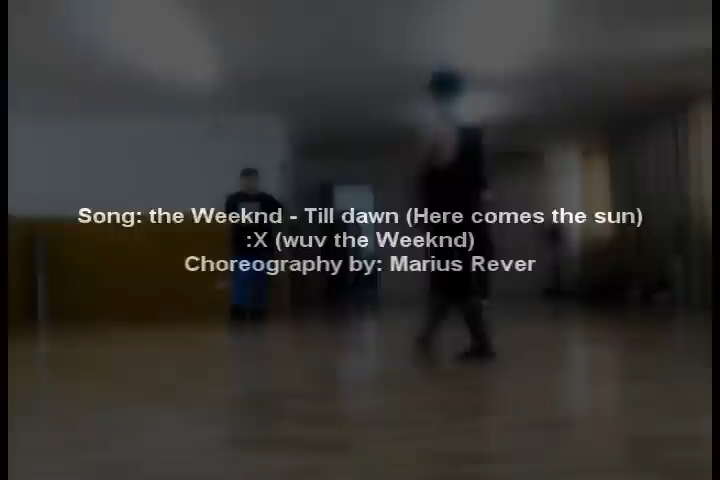 Song: the Weeknd - Till dawn (Here comes the sun)
:X (wuv the Weeknd)
Choreography by: Marius Rever